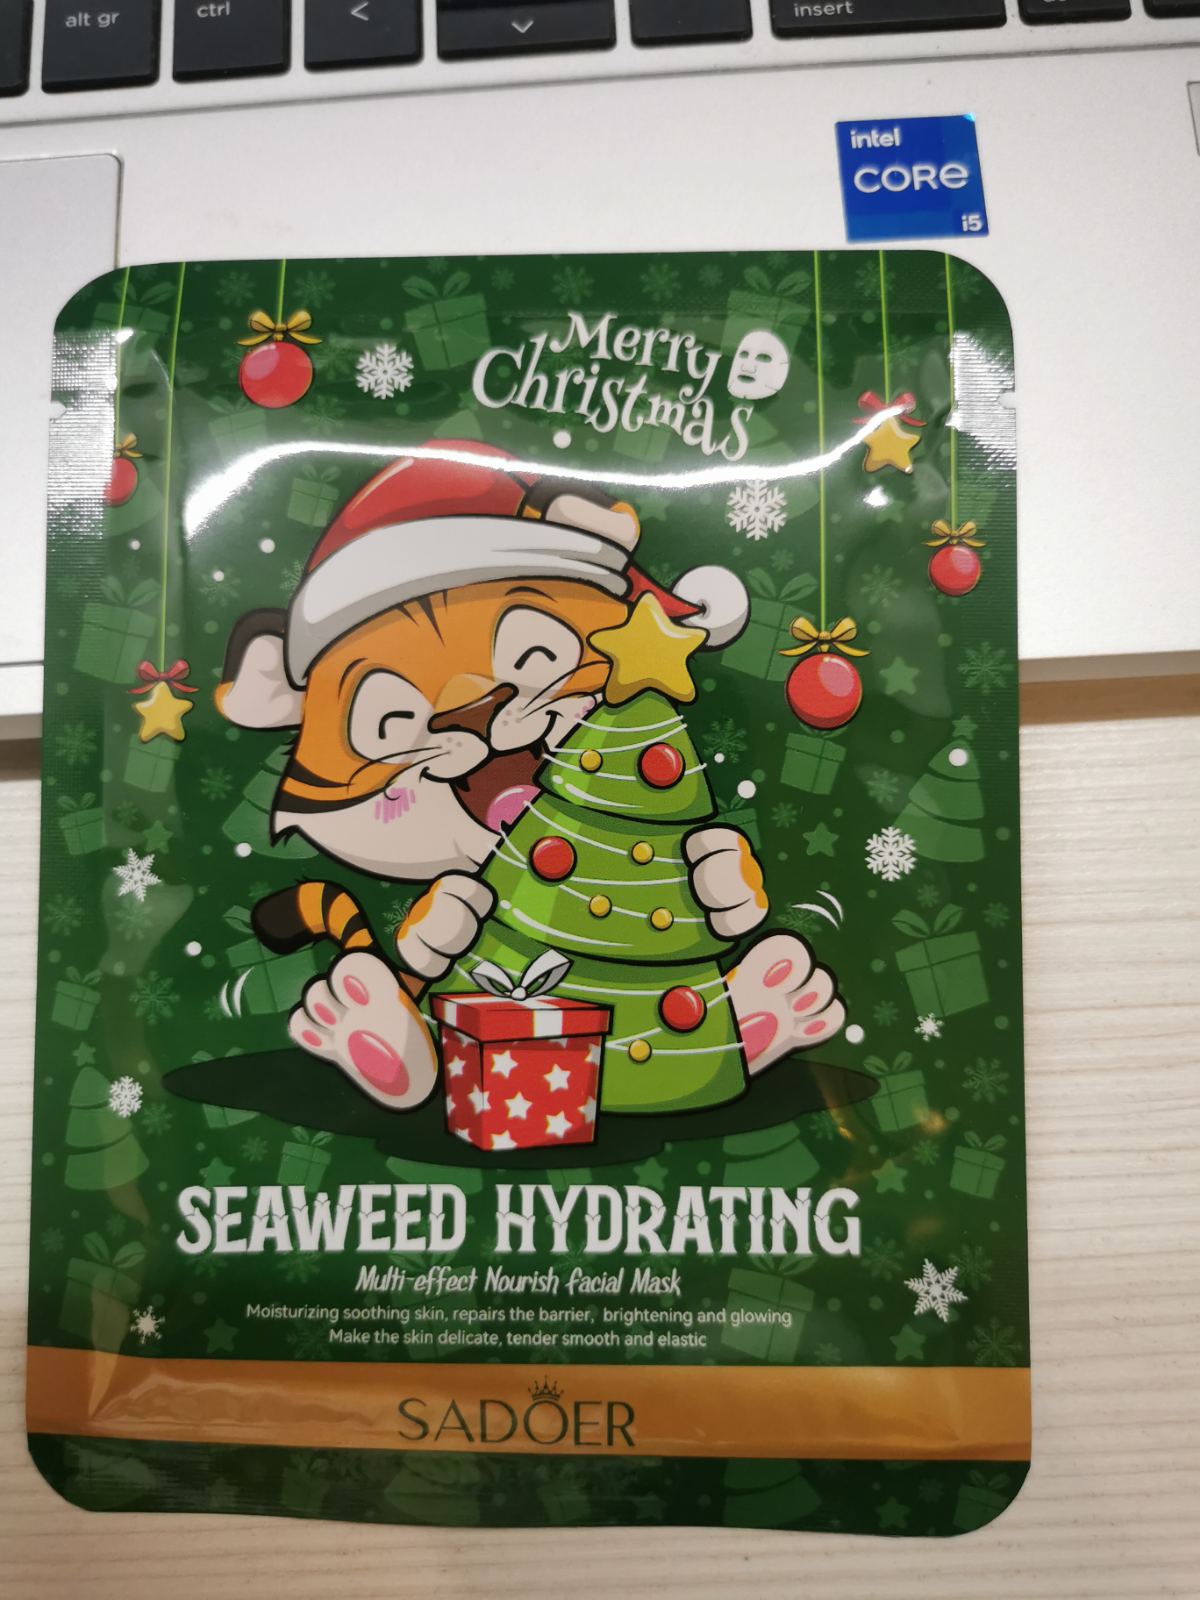 alt gr
ctrl
<
insert
intel
CORE
i5
Merry
Christmas
SEAWEED HYDRATING
Multi-effect Nourish facial Mask
Moisturizing soothing skin, repairs the barrier, brightening and glowing
Make the skin delicate, tender smooth and elastic
SADOER